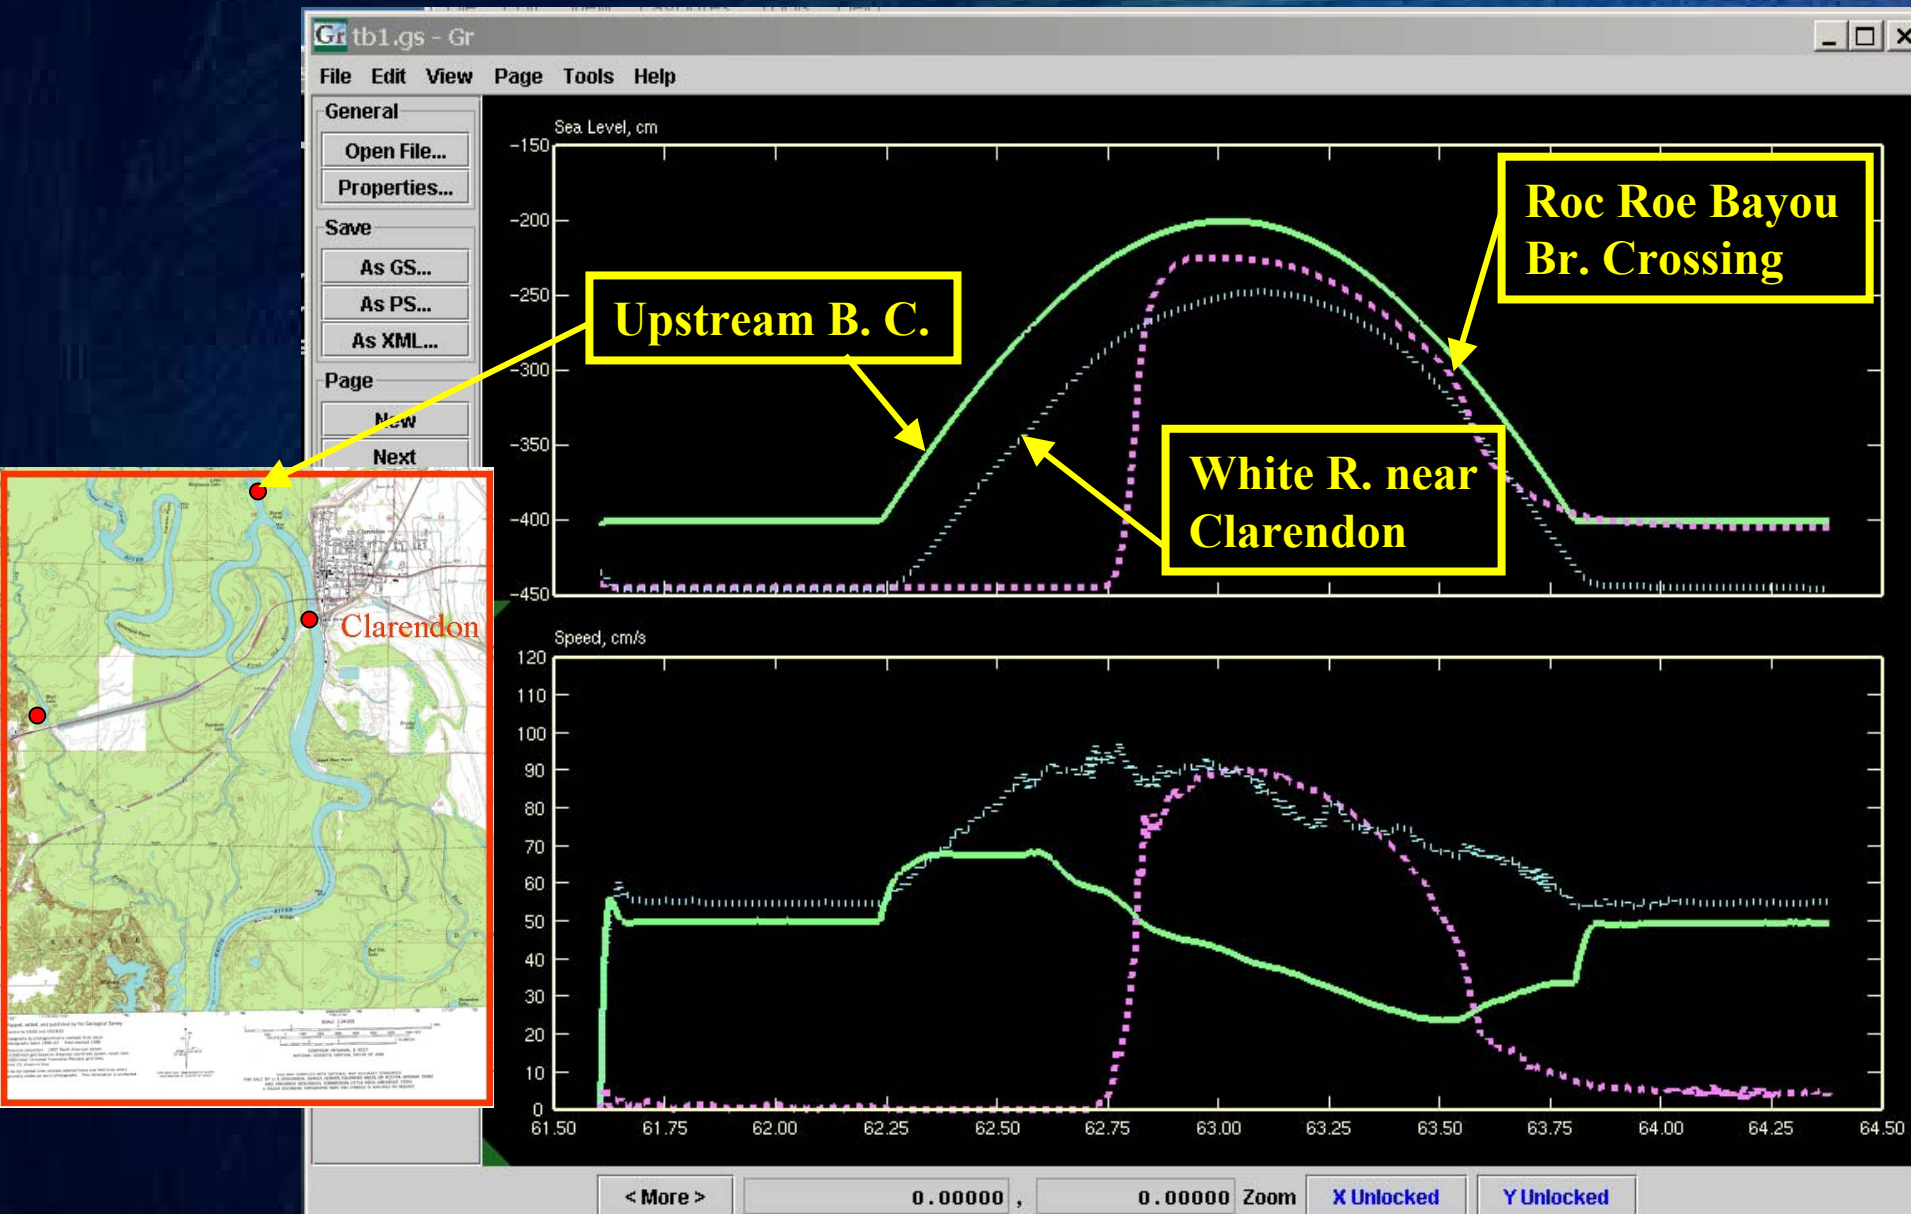 tb1.gs - Gr
File Edit View Page Tools Help
General
Open File...
Properties...
Save
As GS...
As PS...
As XML...
Page
New
Next
Sea Level, cm
-150
-200
-250
-300
-350
-400
-450
Upstream B. C.
Roc Roe Bayou
Br. Crossing
White R. near
Clarendon
Clarendon
Speed, cm/s
120
110
100
90
80
70
60
50
40
30
20
10
0
61.50 61.75 62.00 62.25 62.50 62.75 63.00 63.25 63.50 63.75 64.00 64.25 64.50
< More > 0.00000 , 0.00000 Zoom X Unlocked Y Unlocked